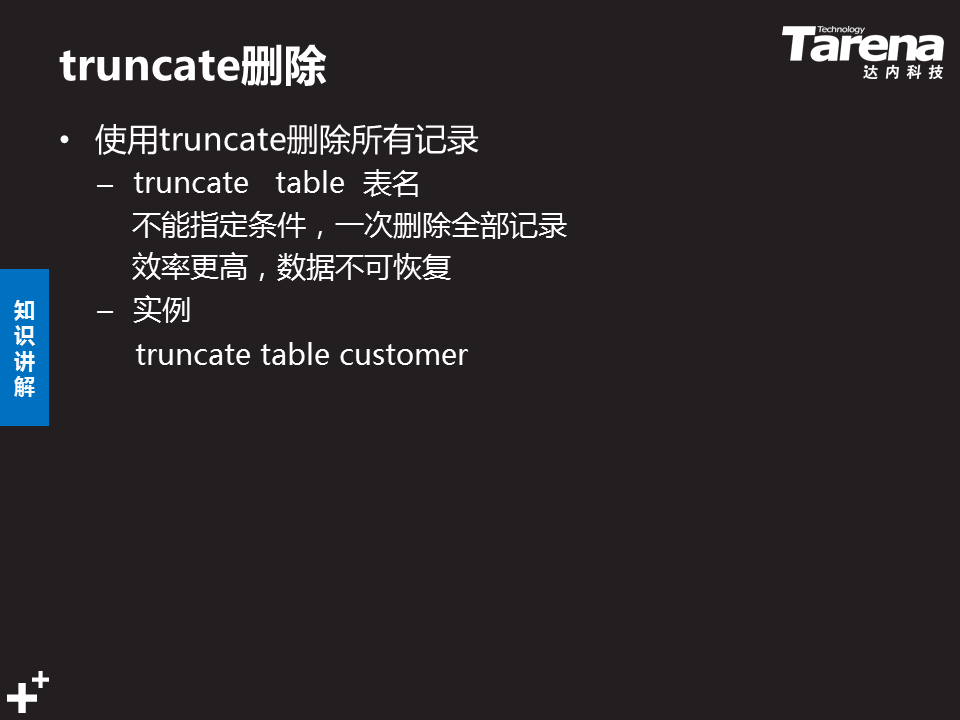 truncate删除
Technology
Tarena
达内科技
• 使用truncate删除所有记录
– truncate table 表名
不能指定条件，一次删除全部记录
效率更高，数据不可恢复
– 实例
truncate table customer
知识讲解